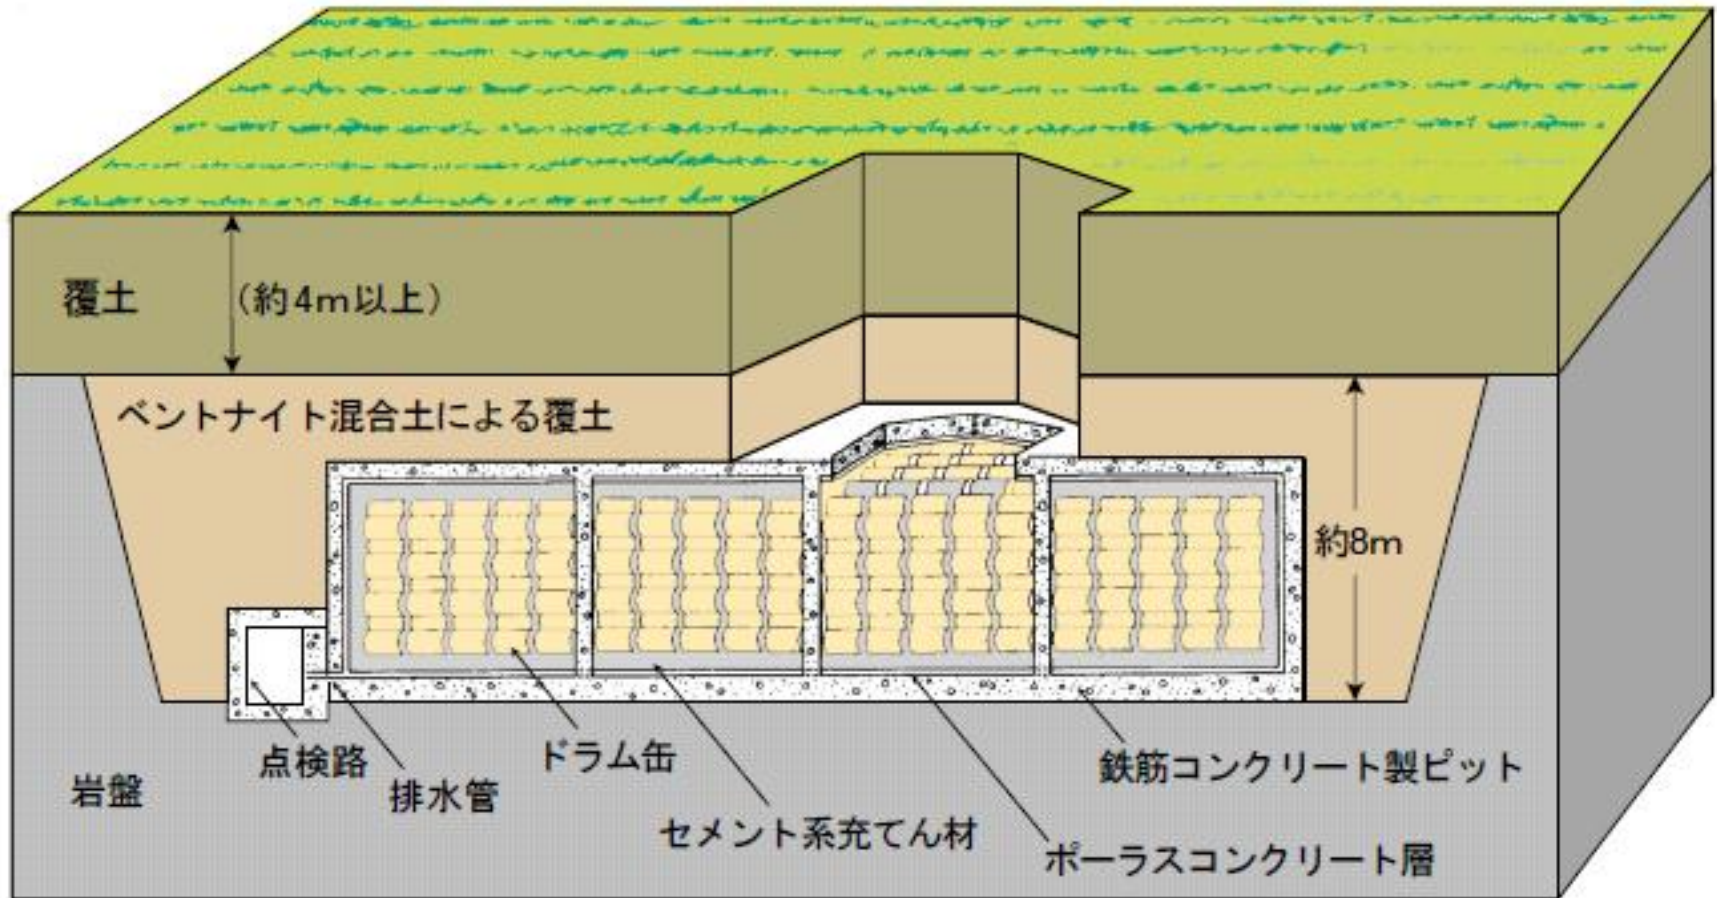 覆土
(約4m以上)
ベントナイト混合土による覆土
約8m
点検路
排水管
ドラム缶
セメント系充てん材
ポーラスコンクリート層
鉄筋コンクリート製ピット
岩盤